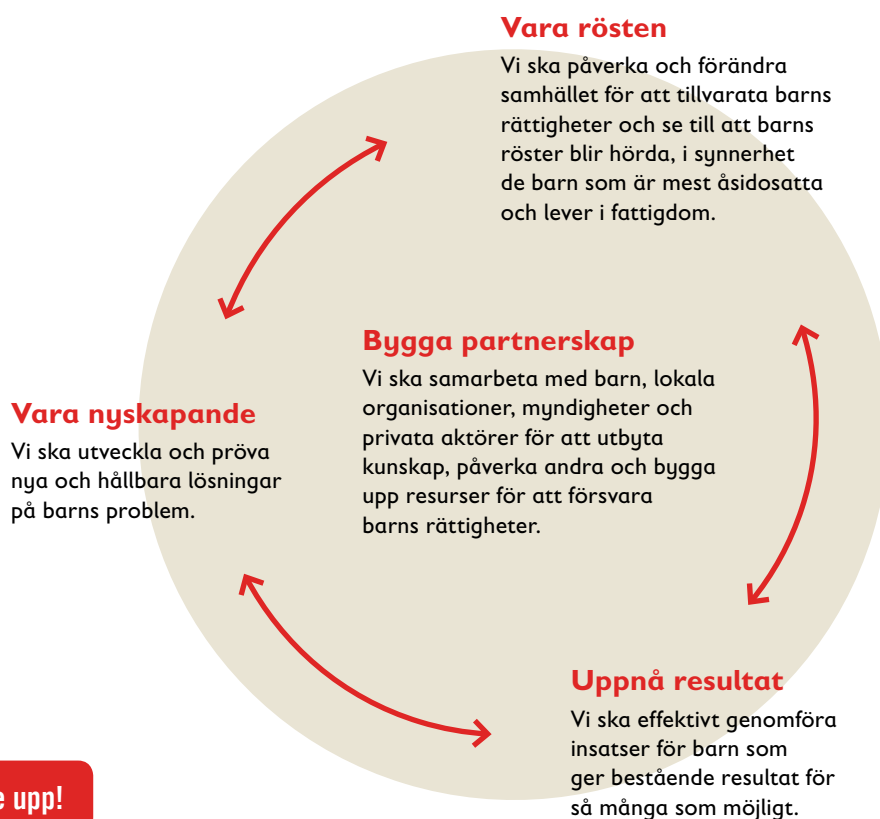 Vara rösten
Vi ska påverka och förändra
samhället för att tillvarata barns
rättigheter och se till att barns
röster blir hörda, i synnerhet
de barn som är mest åsidosatta
och lever i fattigdom.
Bygga partnerskap
Vi ska samarbeta med barn, lokala
organisationer, myndigheter och
privata aktörer för att utbyta
kunskap, påverka andra och bygga
upp resurser för att försvara
barns rättigheter.
Vara nyskapande
Vi ska utveckla och pröva
nya och hållbara lösningar
på barns problem.
Uppnå resultat
Vi ska effektivt genomföra
insatser för barn som
ger bestående resultat för
så många som möjligt.
upp!